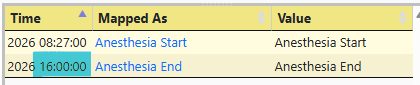 Time Mapped As Value
2026 08:27:00 Anesthesia Start Anesthesia Start
2026 16:00:00 Anesthesia End Anesthesia End